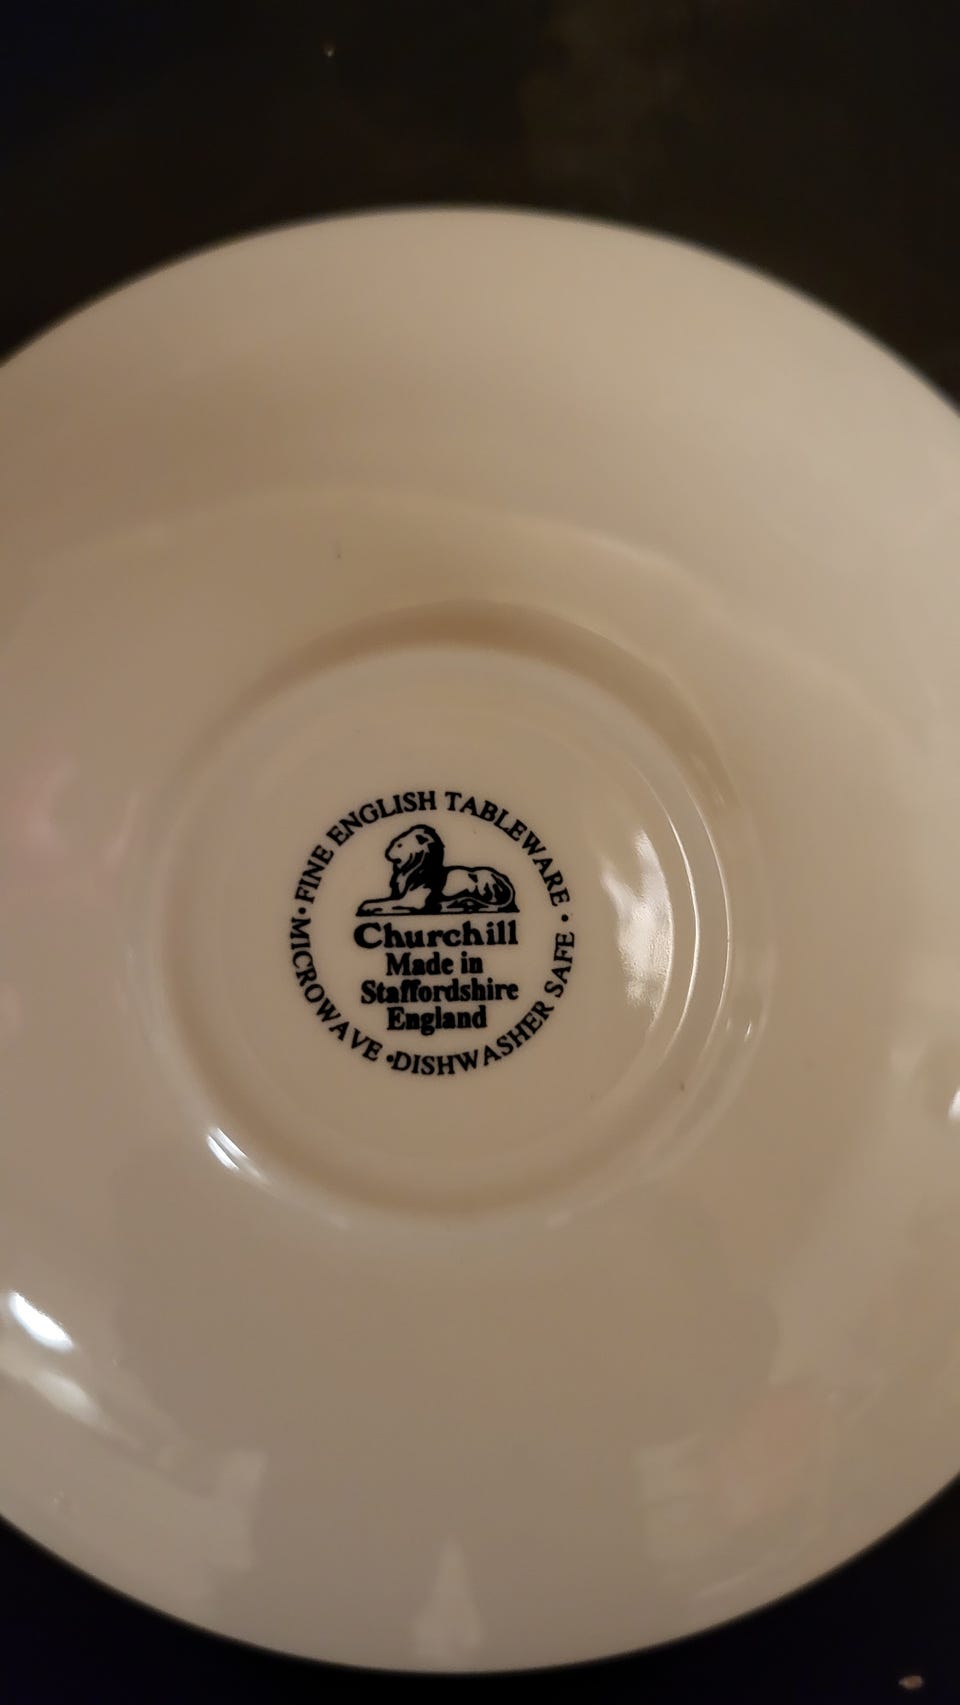 • FINE ENGLISH TABLEWARE •
Churchill
Made in
Staffordshire
England
MICROWAVE • DISHWASHER SAFE